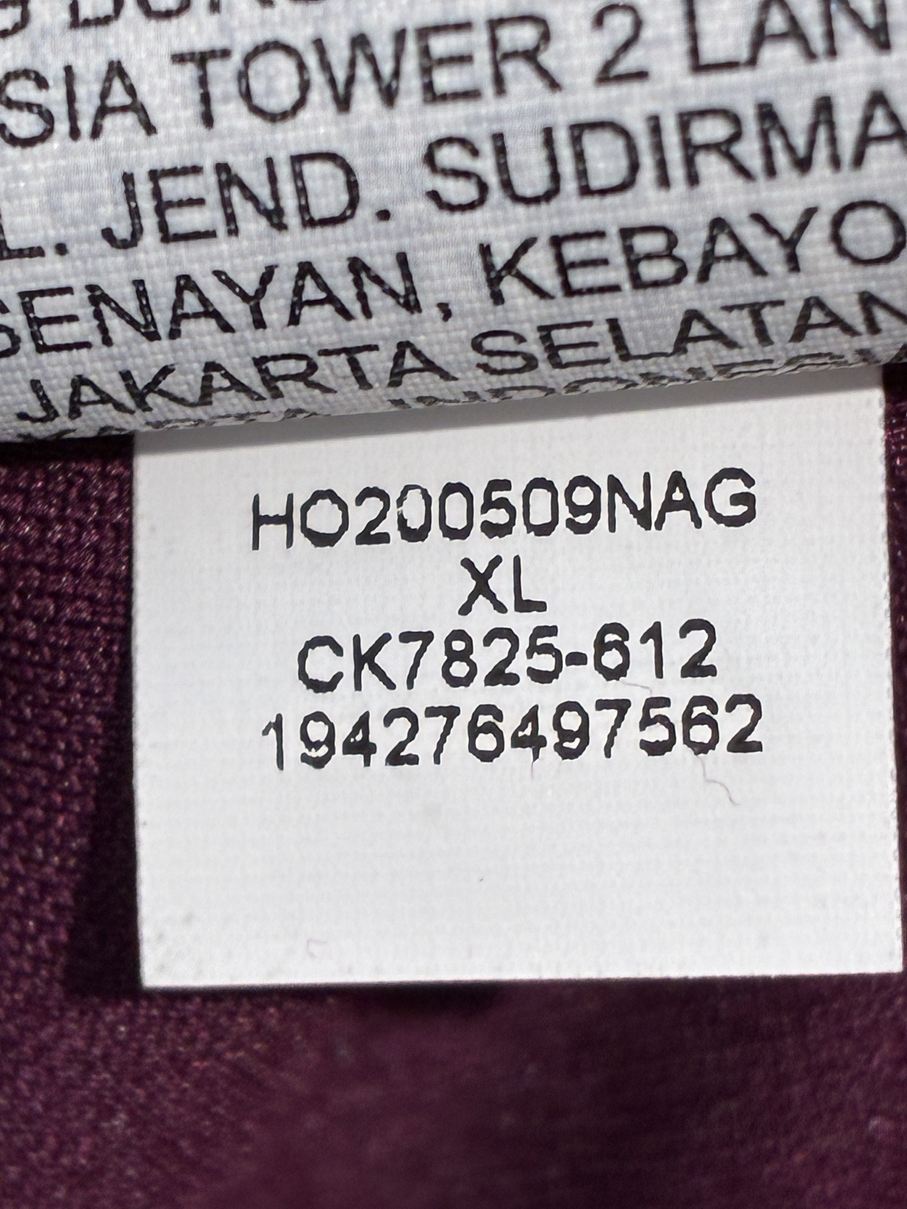 SIA TOWER 2 LAN
L. JEND. SUDIRMA
SENAYAN, KEBAYO
JAKARTA SELATAN
HO200509NAG
XL
CK7825-612
194276497562